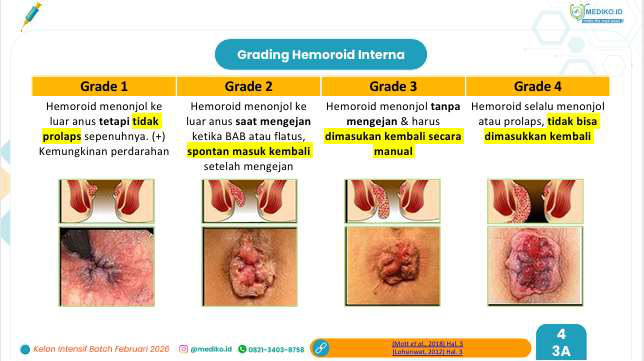 MEDIKO.ID
Grading Hemoroid Interna
Grade 1
Hemoroid menonjol ke
luar anus tetapi tidak
prolaps sepenuhnya. (+)
Kemungkinan perdarahan
Grade 2
Hemoroid menonjol ke
luar anus saat mengejan
ketika BAB atau flatus,
spontan masuk kembali
setelah mengejan
Grade 3
Hemoroid menonjol tanpa
mengejan & harus
dimasukan kembali secara
manual
Grade 4
Hemoroid selalu menonjol
atau prolaps, tidak bisa
dimasukkan kembali
Kelon Intensif Batch Februari 2026
@mediko.id
0821-3403-8758
(Mott et al., 2018) Hal. 3
(Lohsiriwat, 2012) Hal. 3
4
3A